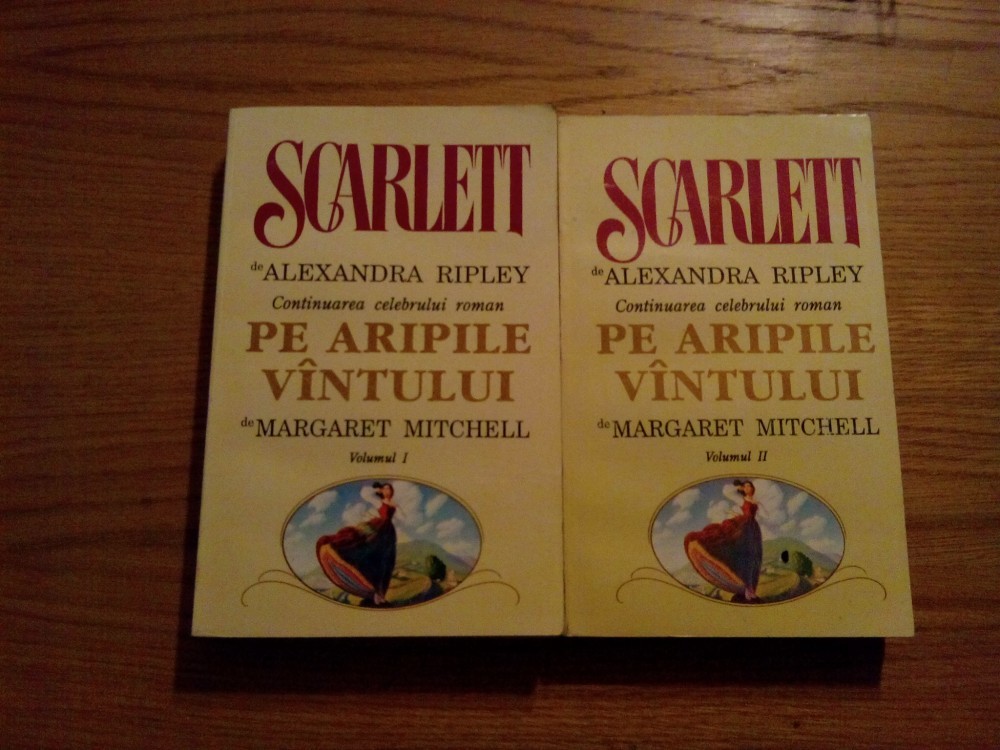 SCARLETT
de ALEXANDRA RIPLEY
Continuarea celebrului roman
PE ARIPILE
VÎNTULUI
de MARGARET MITCHELL
Volumul I
SCARLETT
de ALEXANDRA RIPLEY
Continuarea celebrului roman
PE ARIPILE
VÎNTULUI
de MARGARET MITCHELL
Volumul II